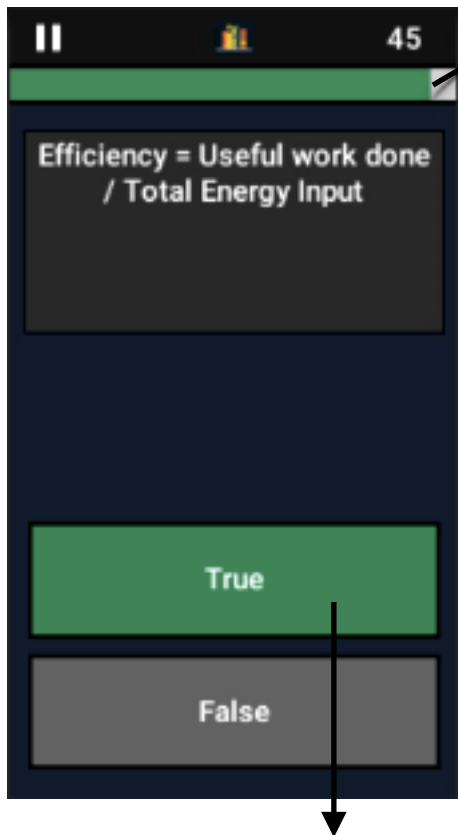 45
Efficiency = Useful work done
/ Total Energy Input
True
False